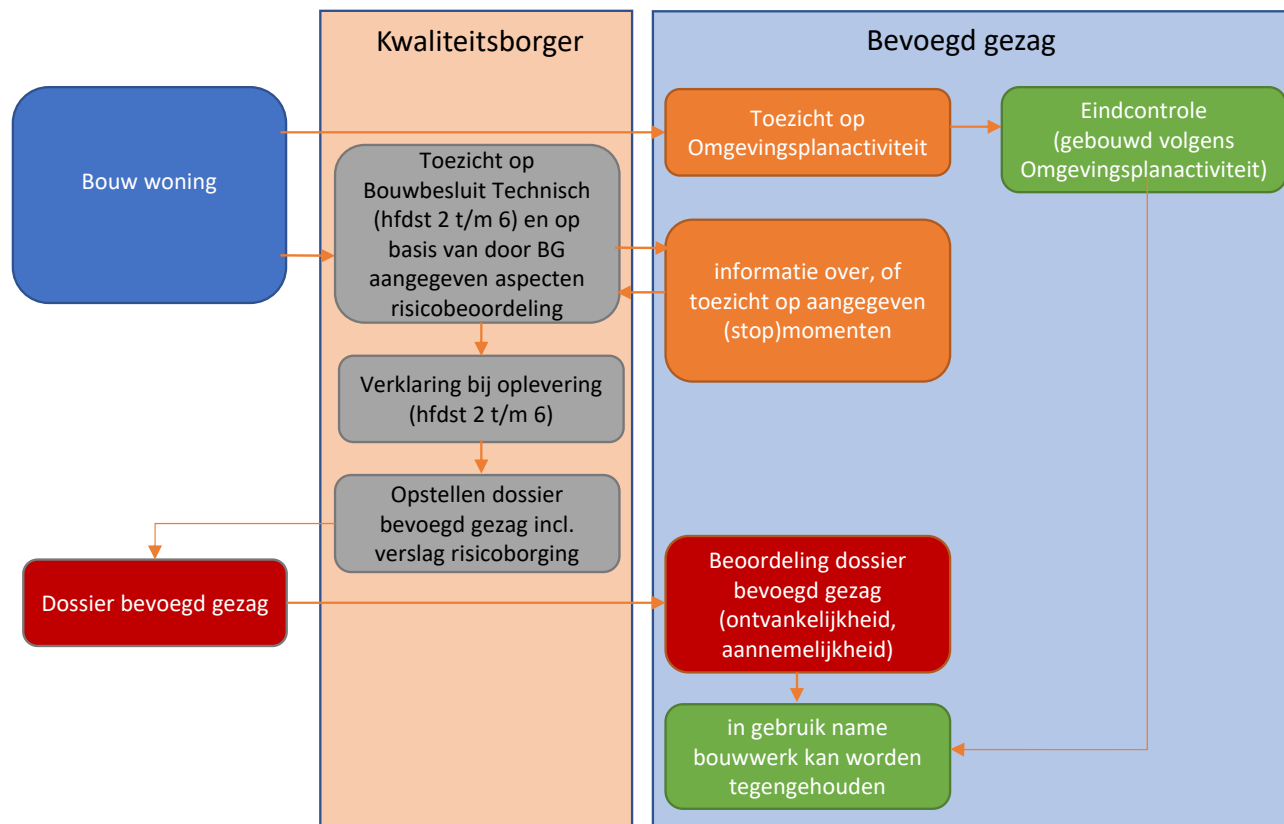 Kwaliteitsborger
Bevoegd gezag
Bouw woning
Toezicht op
Omgevingsplanactiviteit
Eindcontrole
(gebouwd volgens
Omgevingsplanactiviteit)
Toezicht op
Bouwbesluit Technisch
(hfdst 2 t/m 6) en op
basis van door BG
aangegeven aspecten
risicobeoordeling
informatie over, of
toezicht op aangegeven
(stop)momenten
Verklaring bij oplevering
(hfdst 2 t/m 6)
Opstellen dossier
bevoegd gezag incl.
verslag risicoborging
Dossier bevoegd gezag
Beoordeling dossier
bevoegd gezag
(ontvankelijkheid,
aannemelijkheid)
in gebruik name
bouwwerk kan worden
tegengehouden